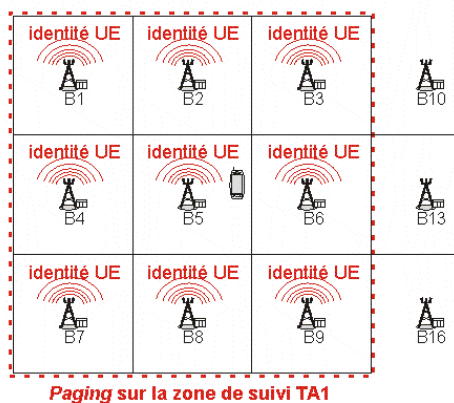 identité UE identité UE identité UE
B1 B2 B3 B10
identité UE identité UE identité UE
B4 B5 B6 B13
identité UE identité UE identité UE
B7 B8 B9 B16
Paging sur la zone de suivi TA1